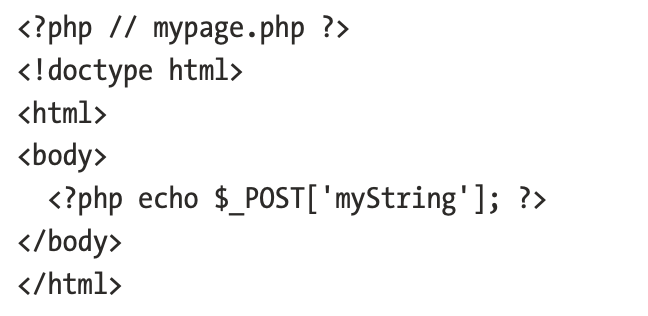 <?php // mypage.php ?>
<!doctype html>
<html>
<body>
  <?php echo $_POST['myString']; ?>
</body>
</html>